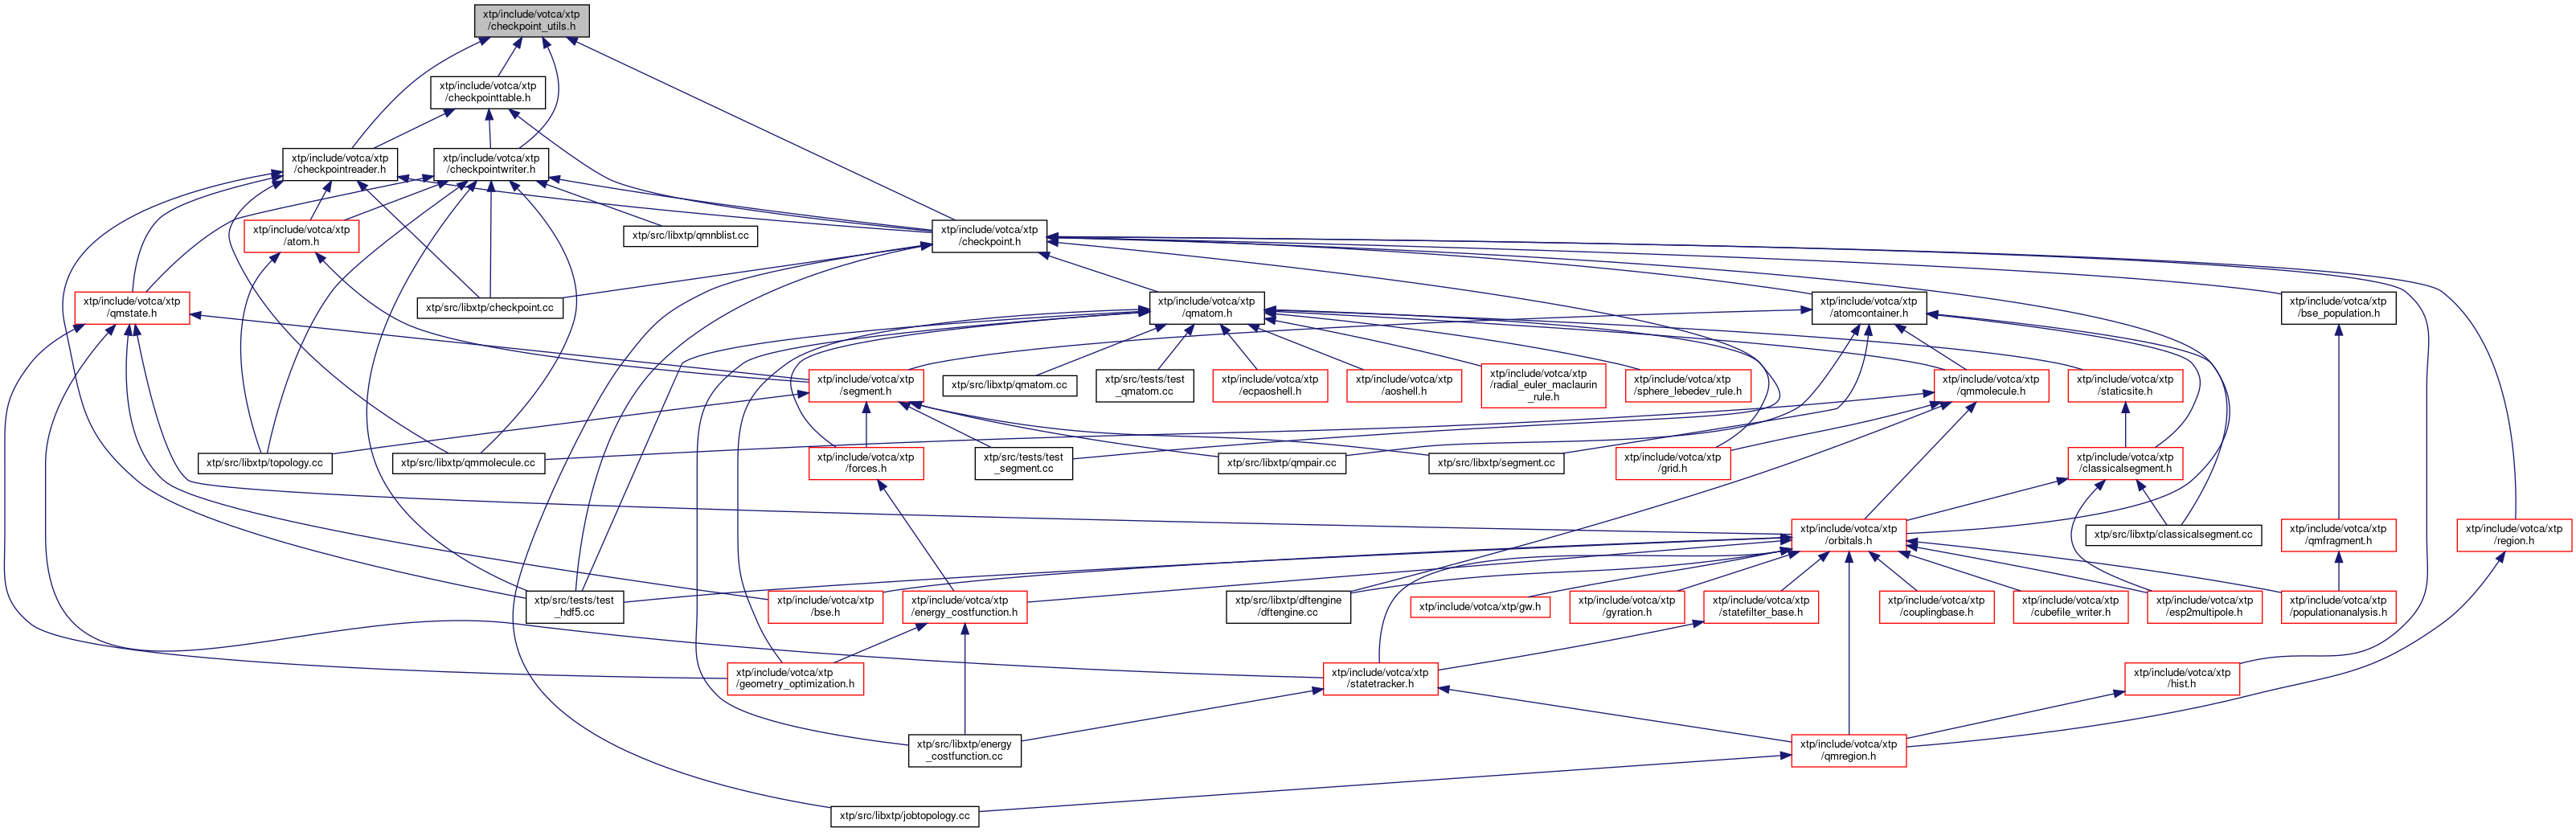 xtp/include/votca/xtp
/checkpoint_utils.h
xtp/include/votca/xtp
/checkpointtable.h
xtp/include/votca/xtp
/checkpointreader.h
xtp/include/votca/xtp
/checkpointwriter.h
xtp/include/votca/xtp
/atom.h
xtp/src/libxtp/qmnblist.cc
xtp/include/votca/xtp
/checkpoint.h
xtp/include/votca/xtp
/qmstate.h
xtp/src/libxtp/checkpoint.cc
xtp/include/votca/xtp
/qmatom.h
xtp/include/votca/xtp
/atomcontainer.h
xtp/include/votca/xtp
/bse_population.h
xtp/include/votca/xtp
/segment.h
xtp/src/libxtp/qmatom.cc
xtp/src/tests/test
_qmatom.cc
xtp/include/votca/xtp
/ecpaoshell.h
xtp/include/votca/xtp
/aoshell.h
xtp/include/votca/xtp
/radial_euler_maclaurin
_rule.h
xtp/include/votca/xtp
/sphere_lebedev_rule.h
xtp/include/votca/xtp
/qmmolecule.h
xtp/include/votca/xtp
/staticsite.h
xtp/src/libxtp/topology.cc
xtp/src/libxtp/qmmolecule.cc
xtp/include/votca/xtp
/forces.h
xtp/src/tests/test
_segment.cc
xtp/src/libxtp/qmpair.cc
xtp/src/libxtp/segment.cc
xtp/include/votca/xtp
/grid.h
xtp/include/votca/xtp
/classicalsegment.h
xtp/include/votca/xtp
/orbitals.h
xtp/src/libxtp/classicalsegment.cc
xtp/include/votca/xtp
/qmfragment.h
xtp/include/votca/xtp
/region.h
xtp/src/tests/test
_hdf5.cc
xtp/include/votca/xtp
/bse.h
xtp/include/votca/xtp
/energy_costfunction.h
xtp/src/libxtp/dftengine
/dftengine.cc
xtp/include/votca/xtp/gw.h
xtp/include/votca/xtp
/gyration.h
xtp/include/votca/xtp
/statefilter_base.h
xtp/include/votca/xtp
/couplingbase.h
xtp/include/votca/xtp
/cubefile_writer.h
xtp/include/votca/xtp
/esp2multipole.h
xtp/include/votca/xtp
/populationanalysis.h
xtp/include/votca/xtp
/geometry_optimization.h
xtp/include/votca/xtp
/statetracker.h
xtp/include/votca/xtp
/hist.h
xtp/src/libxtp/energy
_costfunction.cc
xtp/include/votca/xtp
/qmregion.h
xtp/src/libxtp/jobtopology.cc